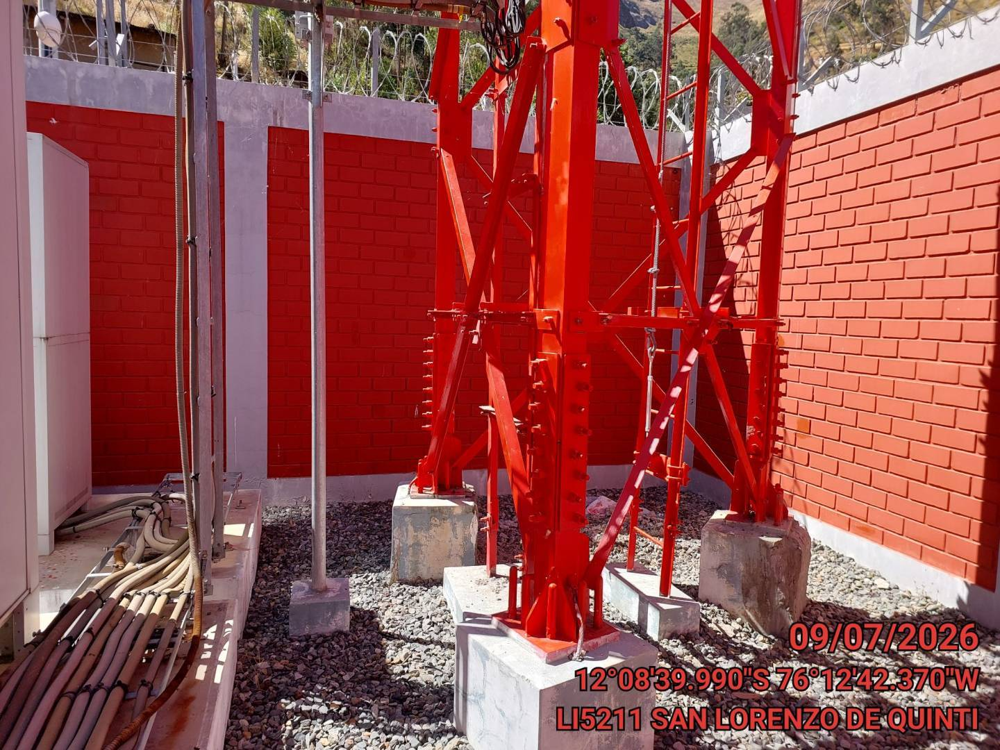 09/07/2026
12°08'39.990"S 76°12'42.370"W
LI5211 SAN LORENZO DE QUINTI